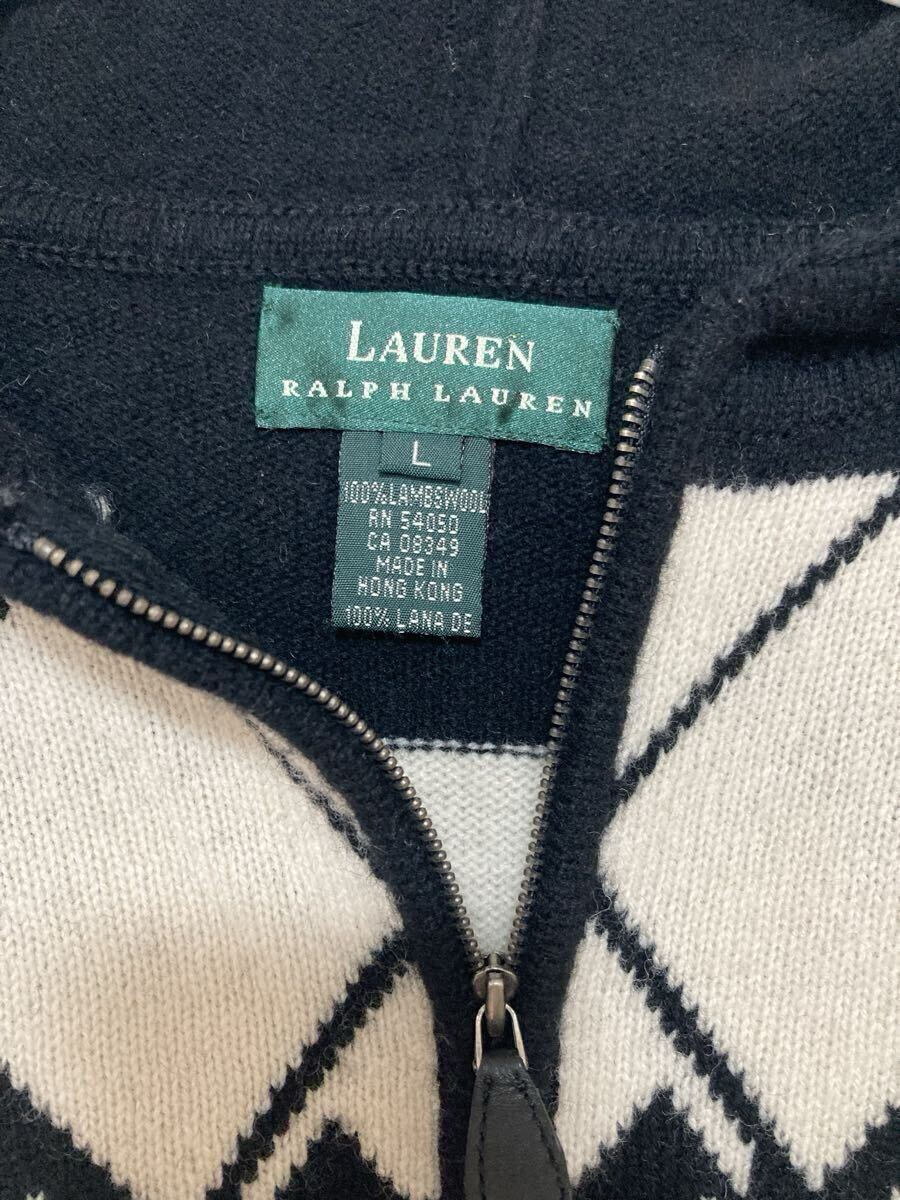 LAUREN
RALPH LAUREN
L
100% LAMBSWOOL
RN 54050
CA 08349
MADE IN
HONG KONG
100% LANA DE